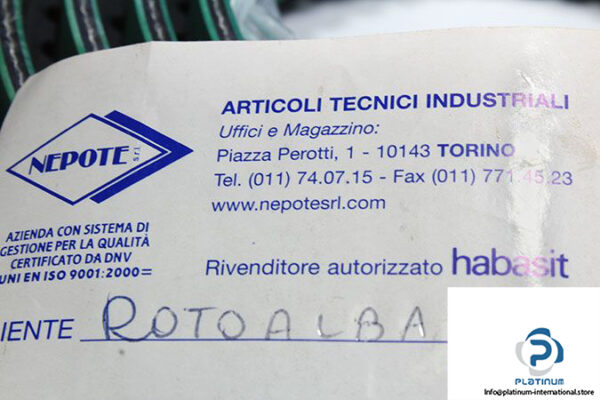 NEPOTE s.r.l.
AZIENDA CON SISTEMA DI
GESTIONE PER LA QUALITÀ
CERTIFICATO DA DNV
UNI EN ISO 9001:2000=
ARTICOLI TECNICI INDUSTRIALI
Uffici e Magazzino:
Piazza Perotti, 1 - 10143 TORINO
Tel. (011) 74.07.15 - Fax (011) 771.45.23
www.nepotesrl.com
Rivenditore autorizzato habasit
IENTE ROTOALBA
PLATINUM
Info@platinum-international.store